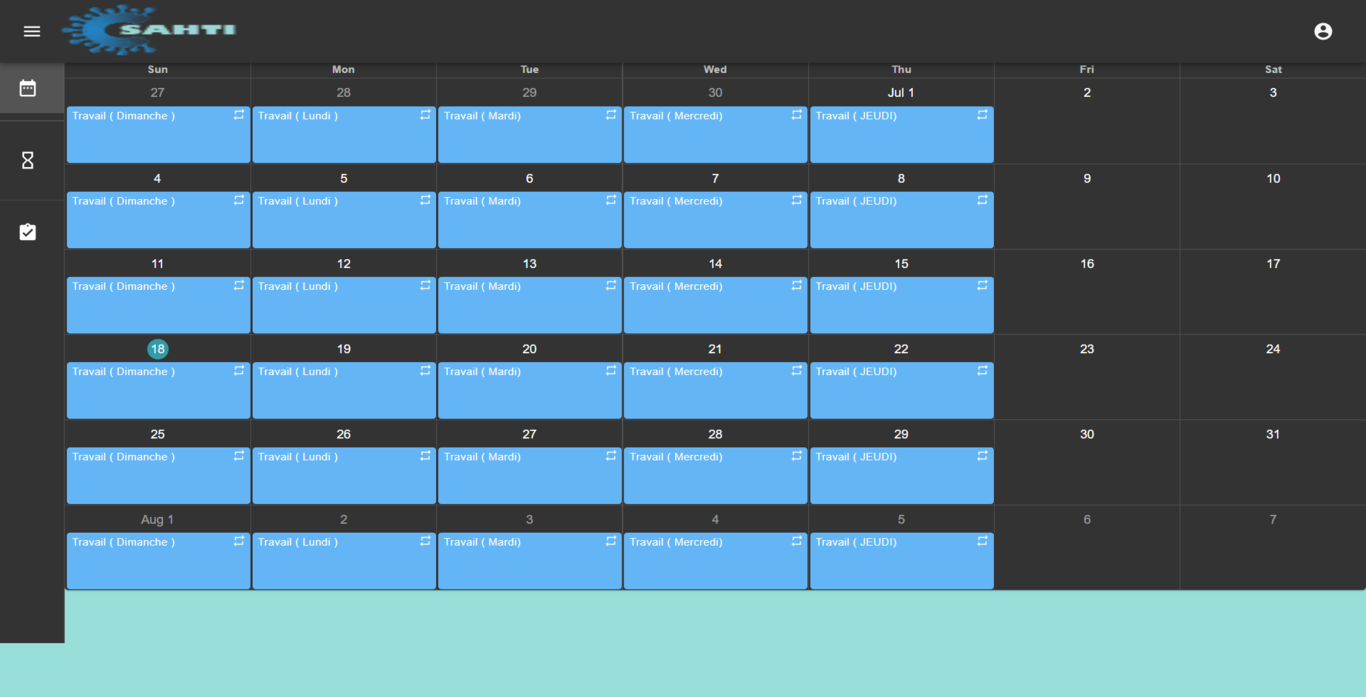 SAHTI
Sun Mon Tue Wed Thu Fri Sat
27 28 29 30 Jul 1 2 3
Travail ( Dimanche ) Travail ( Lundi ) Travail ( Mardi) Travail ( Mercredi) Travail ( JEUDI)
4 5 6 7 8 9 10
Travail ( Dimanche ) Travail ( Lundi ) Travail ( Mardi) Travail ( Mercredi) Travail ( JEUDI)
11 12 13 14 15 16 17
Travail ( Dimanche ) Travail ( Lundi ) Travail ( Mardi) Travail ( Mercredi) Travail ( JEUDI)
18 19 20 21 22 23 24
Travail ( Dimanche ) Travail ( Lundi ) Travail ( Mardi) Travail ( Mercredi) Travail ( JEUDI)
25 26 27 28 29 30 31
Travail ( Dimanche ) Travail ( Lundi ) Travail ( Mardi) Travail ( Mercredi) Travail ( JEUDI)
Aug 1 2 3 4 5 6 7
Travail ( Dimanche ) Travail ( Lundi ) Travail ( Mardi) Travail ( Mercredi) Travail ( JEUDI)